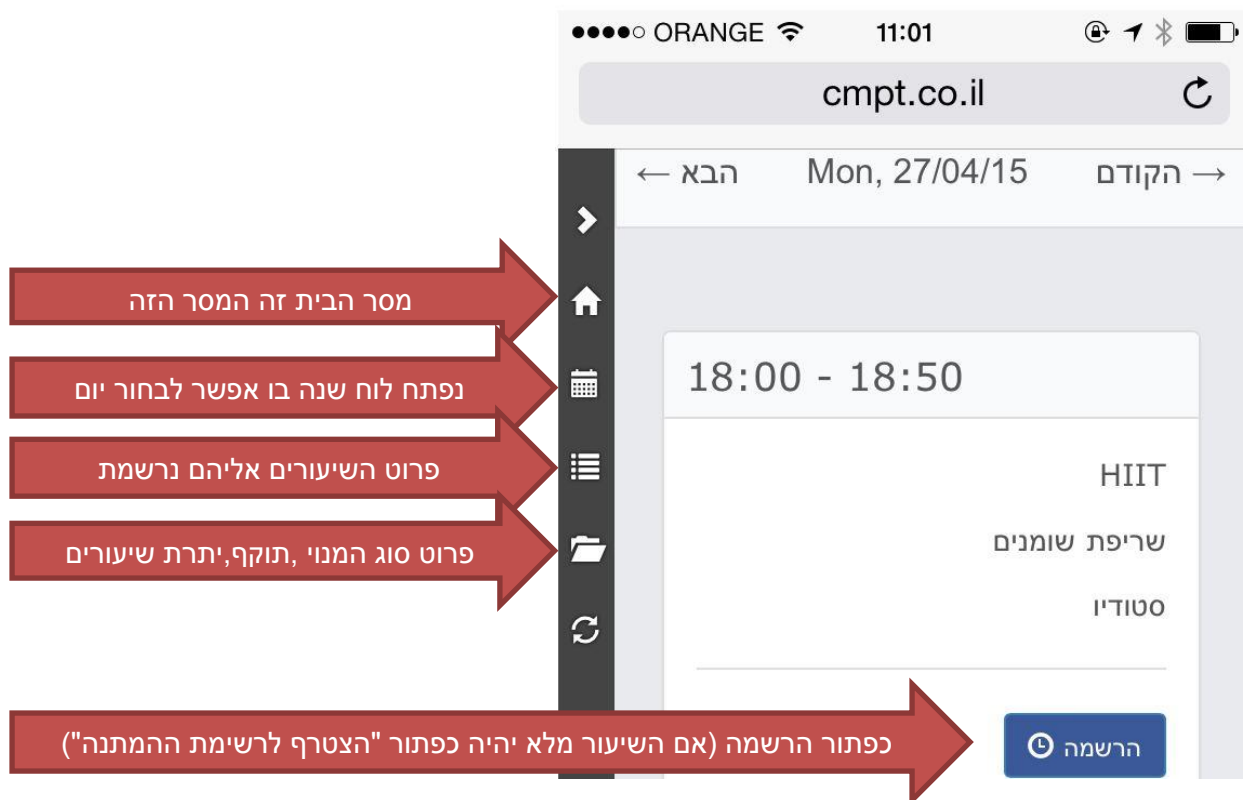 ORANGE 11:01
cmpt.co.il
→ הקודם Mon, 27/04/15 הבא ←
מסך הבית זה המסך הזה
18:00 - 18:50
נפתח לוח שנה בו אפשר לבחור יום
פרוט השיעורים אליהם נרשמת
HIIT
שריפת שומנים
פרוט סוג המנוי ,תוקף,יתרת שיעורים
סטודיו
כפתור הרשמה (אם השיעור מלא יהיה כפתור "הצטרף לרשימת ההמתנה")
הרשמה